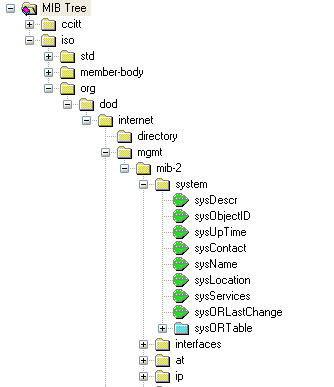 MIB Tree
ccitt
iso
std
member-body
org
dod
internet
directory
mgmt
mib-2
system
sysDescr
sysObjectID
sysUpTime
sysContact
sysName
sysLocation
sysServices
sysORLastChange
sysORTable
interfaces
at
ip